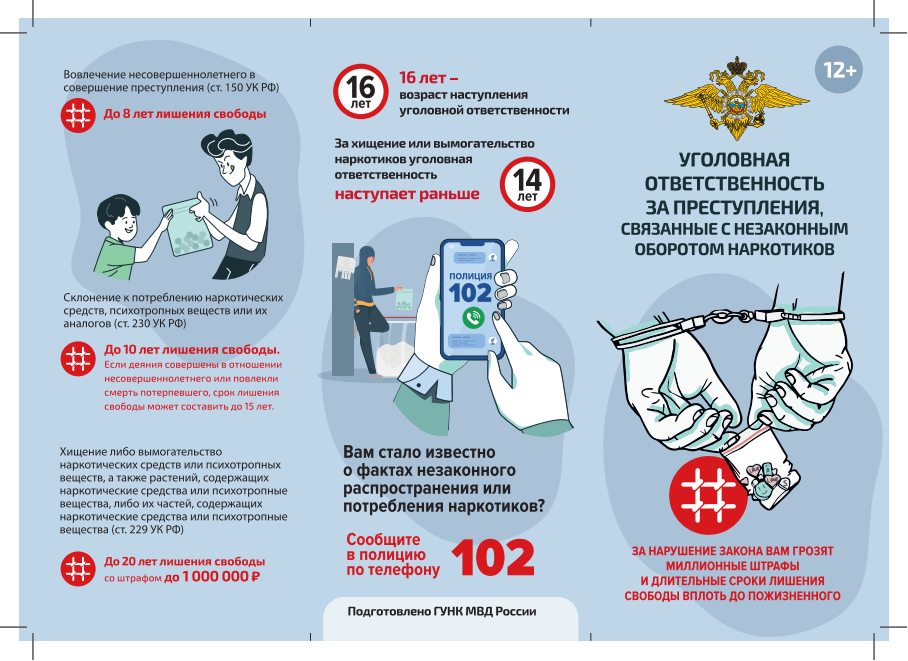 Вовлечение несовершеннолетнего в
совершение преступления (ст. 150 УК РФ)
До 8 лет лишения свободы
Склонение к потреблению наркотических
средств, психотропных веществ или их
аналогов (ст. 230 УК РФ)
До 10 лет лишения свободы.
Если деяния совершены в отношении
несовершеннолетнего или повлекли
смерть потерпевшего, срок лишения
свободы может составить до 15 лет.
Хищение либо вымогательство
наркотических средств или психотропных
веществ, а также растений, содержащих
наркотические средства или психотропные
вещества, либо их частей, содержащих
наркотические средства или психотропные
вещества (ст. 229 УК РФ)
До 20 лет лишения свободы
со штрафом до 1 000 000 ₽
16
лет
16 лет –
возраст наступления
уголовной ответственности
За хищение или вымогательство
наркотиков уголовная
ответственность
наступает раньше
14
лет
ПОЛИЦИЯ
102
Вам стало известно
о фактах незаконного
распространения или
потребления наркотиков?
Сообщите
в полицию
по телефону
102
Подготовлено ГУНК МВД России
12+
УГОЛОВНАЯ
ОТВЕТСТВЕННОСТЬ
ЗА ПРЕСТУПЛЕНИЯ,
СВЯЗАННЫЕ С НЕЗАКОННЫМ
ОБОРОТОМ НАРКОТИКОВ
ЗА НАРУШЕНИЕ ЗАКОНА ВАМ ГРОЗЯТ
МИЛЛИОННЫЕ ШТРАФЫ
И ДЛИТЕЛЬНЫЕ СРОКИ ЛИШЕНИЯ
СВОБОДЫ ВПЛОТЬ ДО ПОЖИЗНЕННОГО